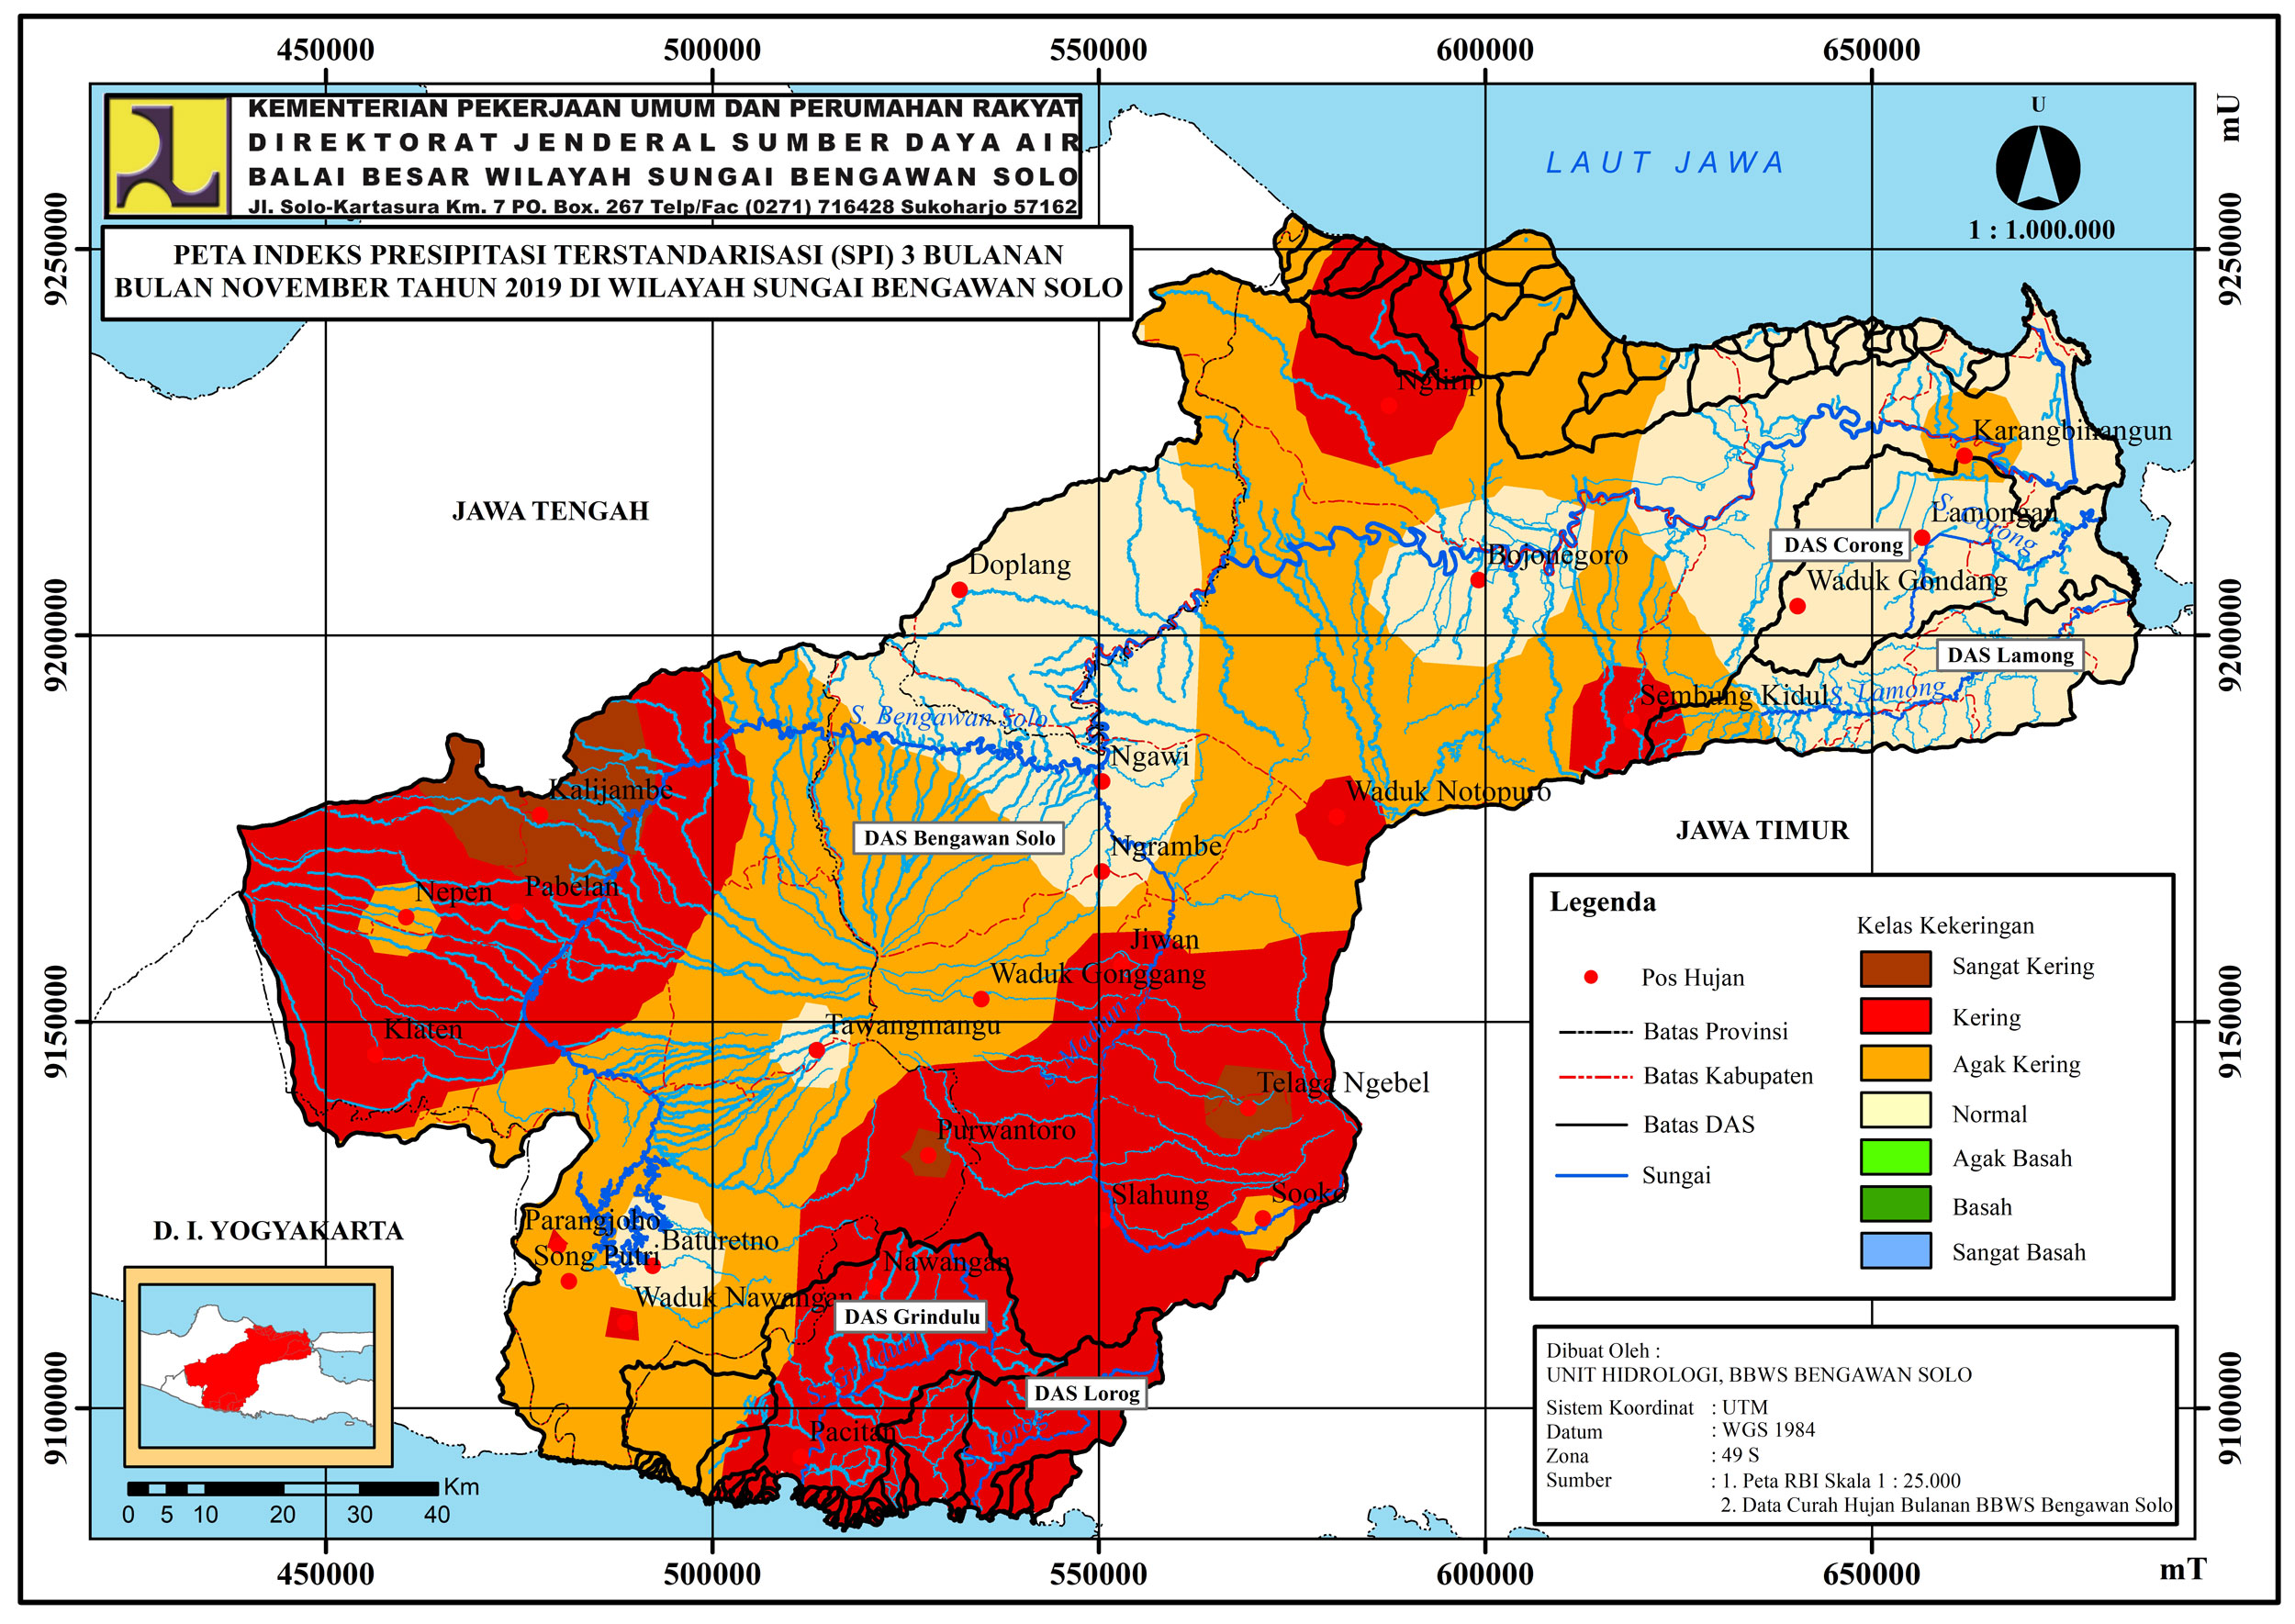 450000 500000 550000 600000 650000
KEMENTERIAN PEKERJAAN UMUM DAN PERUMAHAN RAKYAT
DIREKTORAT JENDERAL SUMBER DAYA AIR
BALAI BESAR WILAYAH SUNGAI BENGAWAN SOLO
Jl. Solo-Kartasura Km. 7 PO. Box. 267 Telp/Fac (0271) 716428 Sukoharjo 57162
PETA INDEKS PRESIPITASI TERSTANDARISASI (SPI) 3 BULANAN
BULAN NOVEMBER TAHUN 2019 DI WILAYAH SUNGAI BENGAWAN SOLO
LAUT JAWA
U
1 : 1.000.000
mU
9250000
9250000
Nglirip
Karangbinangun
JAWA TENGAH
Lamongan
S. Corong
DAS Corong
Bojonegoro
Doplang
Waduk Gondang
9200000
9200000
DAS Lamong
S. Lamong
Sembung Kidul
S. Bengawan Solo
Ngawi
Kalijambe
Waduk Notopuro
JAWA TIMUR
DAS Bengawan Solo
Ngrambe
Nepen
Pabelan
Jiwan
Waduk Gonggang
Klaten
Tawangmangu
S. Madiun
9150000
9150000
Telaga Ngebel
Purwantoro
Slahung
Sooko
Parangjoho
Song Putri
Baturetno
Nawangan
Waduk Nawangan
DAS Grindulu
S. Grindulu
DAS Lorog
S. Lorog
Pacitan
9100000
9100000
D. I. YOGYAKARTA
Km
0 5 10 20 30 40
Legenda
Pos Hujan
Batas Provinsi
Batas Kabupaten
Batas DAS
Sungai
Kelas Kekeringan
Sangat Kering
Kering
Agak Kering
Normal
Agak Basah
Basah
Sangat Basah
Dibuat Oleh :
UNIT HIDROLOGI, BBWS BENGAWAN SOLO
Sistem Koordinat : UTM
Datum : WGS 1984
Zona : 49 S
Sumber : 1. Peta RBI Skala 1 : 25.000
2. Data Curah Hujan Bulanan BBWS Bengawan Solo
450000 500000 550000 600000 650000
mT